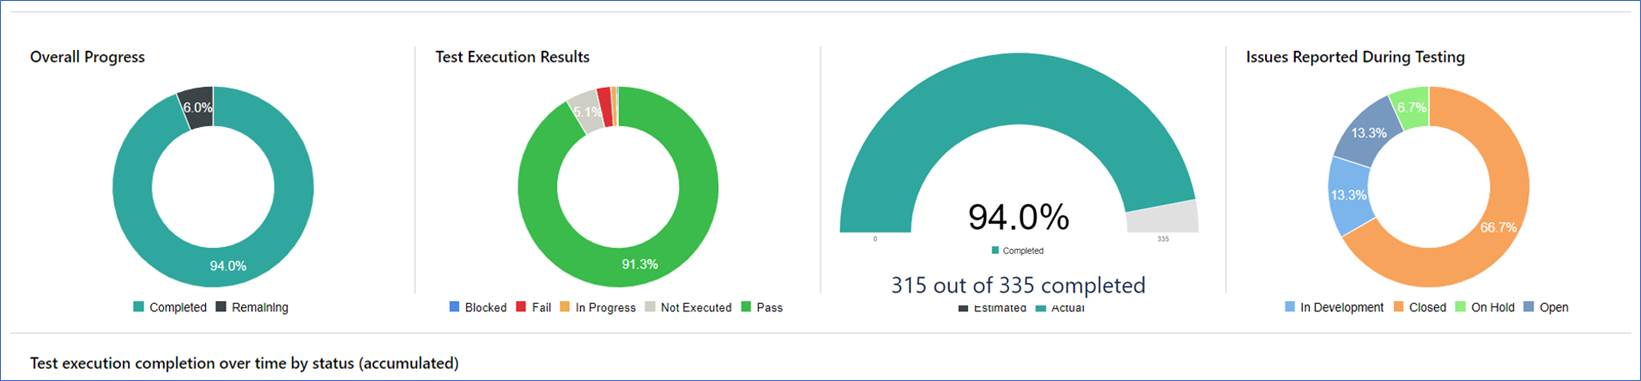 Overall Progress
6.0%
94.0%
Completed Remaining
Test Execution Results
5.1%
91.3%
Blocked Fail In Progress Not Executed Pass
94.0%
0
335
Completed
315 out of 335 completed
Estimated Actual
Issues Reported During Testing
6.7%
13.3%
13.3%
66.7%
In Development Closed On Hold Open
Test execution completion over time by status (accumulated)